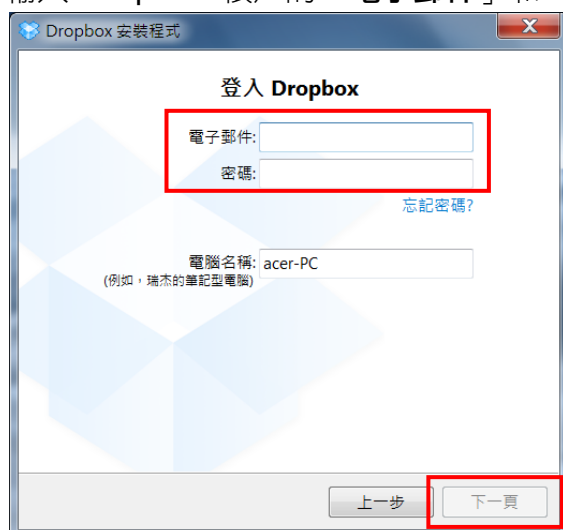 Dropbox 安裝程式
登入 Dropbox
電子郵件:
密碼:
忘記密碼?
電腦名稱: acer-PC
(例如，瑞杰的筆記型電腦)
上一步 下一頁